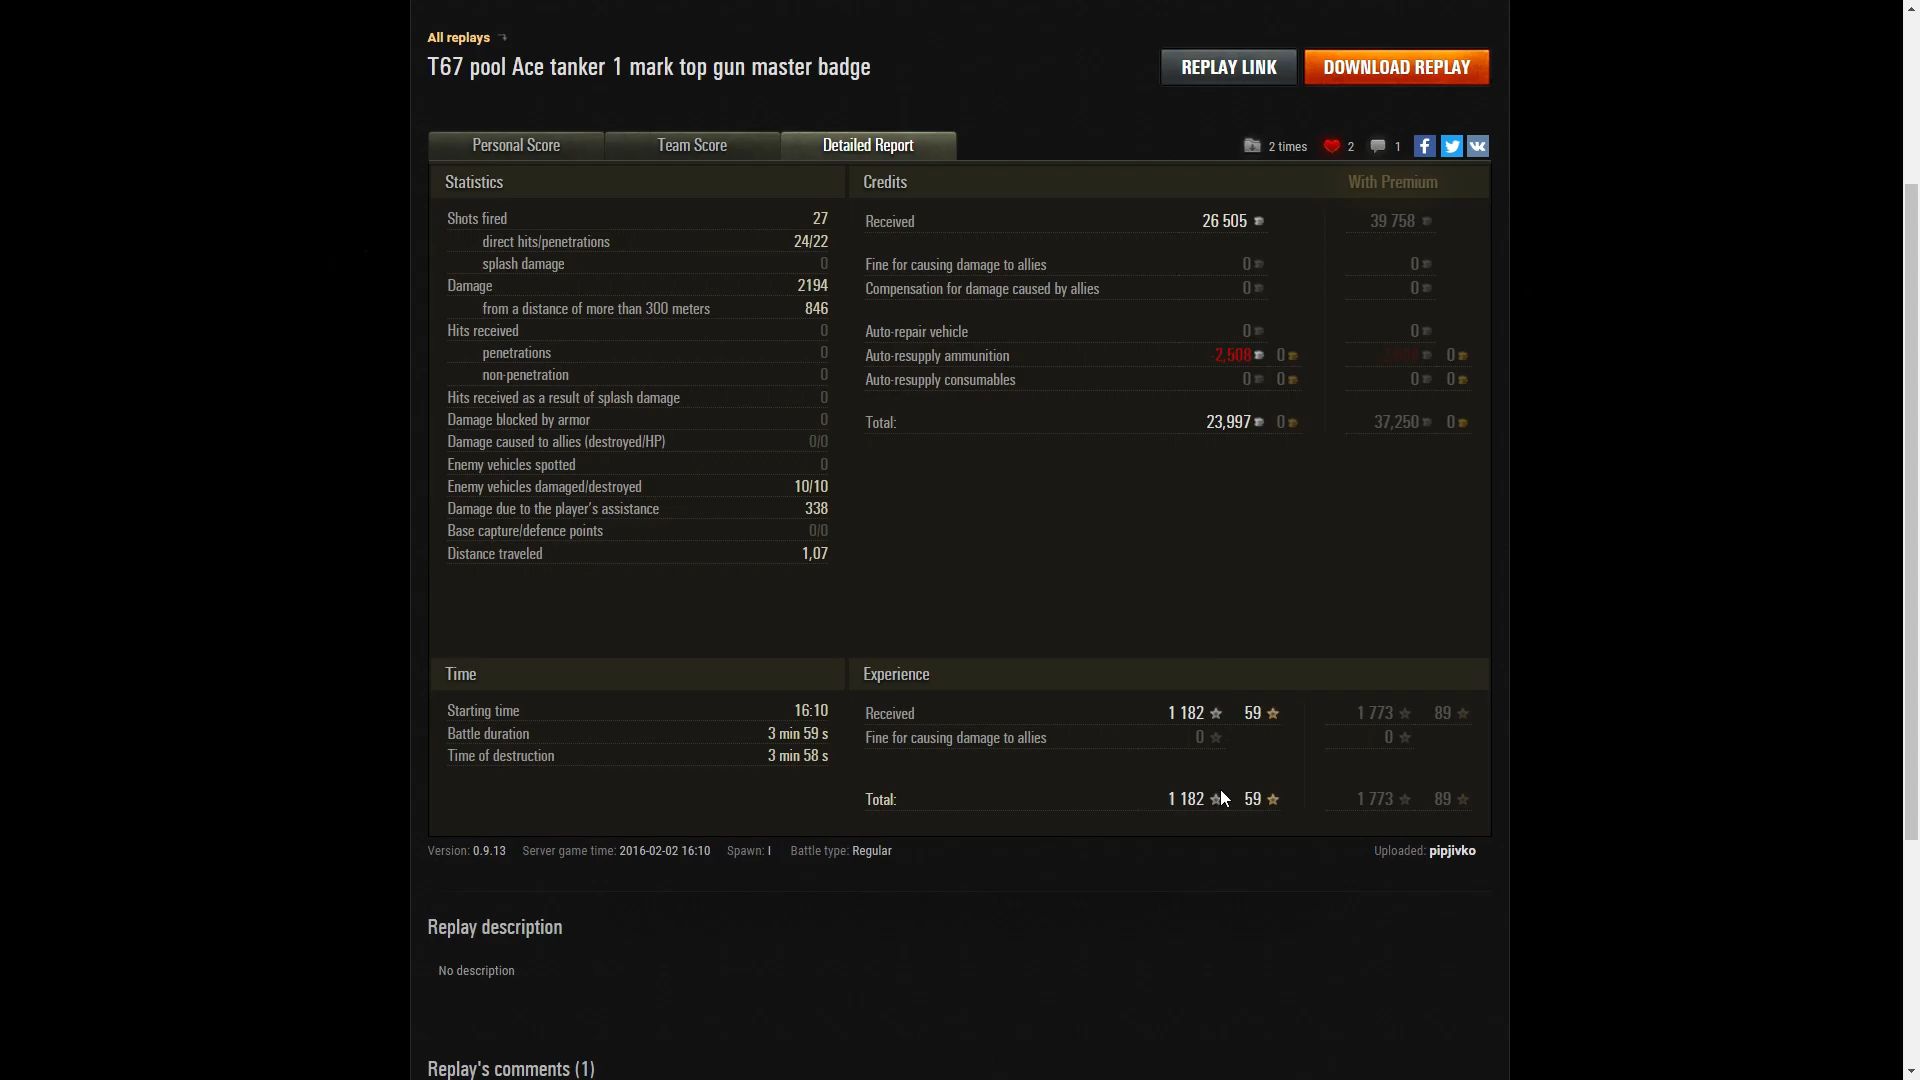 All replays
T67 pool Ace tanker 1 mark top gun master badge
REPLAY LINK
DOWNLOAD REPLAY
Personal Score
Team Score
Detailed Report
2 times
2
1
Statistics
Shots fired 27
direct hits/penetrations 24/22
splash damage 0
Damage 2194
from a distance of more than 300 meters 846
Hits received 0
penetrations 0
non-penetration 0
Hits received as a result of splash damage 0
Damage blocked by armor 0
Damage caused to allies (destroyed/HP) 0/0
Enemy vehicles spotted 0
Enemy vehicles damaged/destroyed 10/10
Damage due to the player's assistance 338
Base capture/defence points 0/0
Distance traveled 1,07
Credits With Premium
Received 26 505 39 758
Fine for causing damage to allies 0 0
Compensation for damage caused by allies 0 0
Auto-repair vehicle 0 0
Auto-resupply ammunition -2,508 0 0
Auto-resupply consumables 0 0 0 0
Total: 23,997 0 37,250 0
Time
Starting time 16:10
Battle duration 3 min 59 s
Time of destruction 3 min 58 s
Experience
Received 1 182 59 1 773 89
Fine for causing damage to allies 0 0
Total: 1 182 59 1 773 89
Version: 0.9.13 Server game time: 2016-02-02 16:10 Spawn: I Battle type: Regular Uploaded: pipjivko
Replay description
No description
Replay's comments (1)